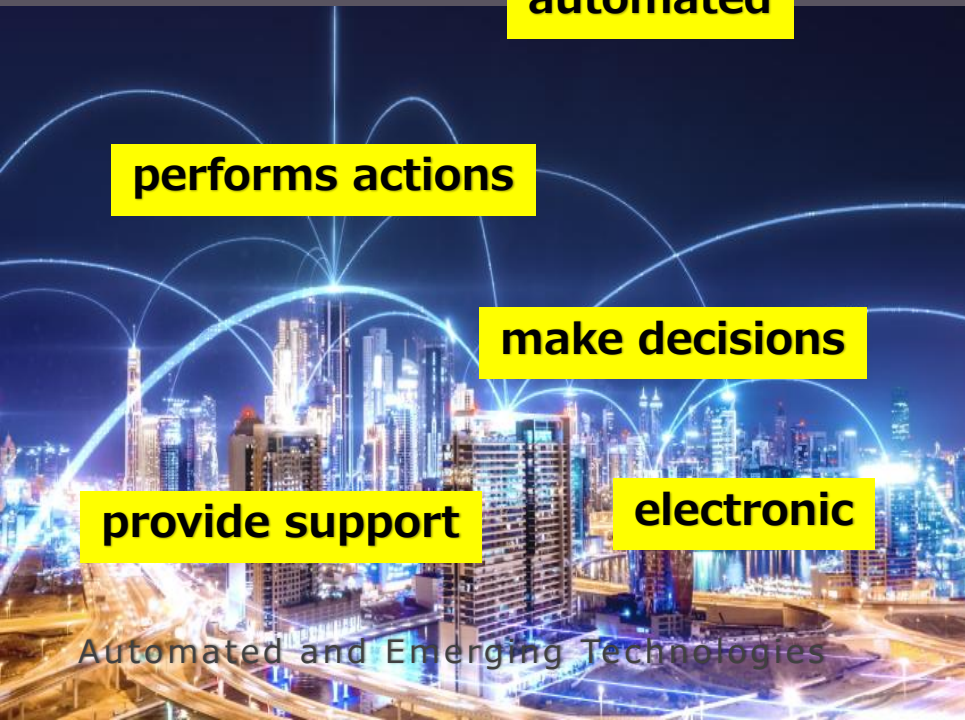 automated
performs actions
make decisions
provide support
electronic
Automated and Emerging Technologies